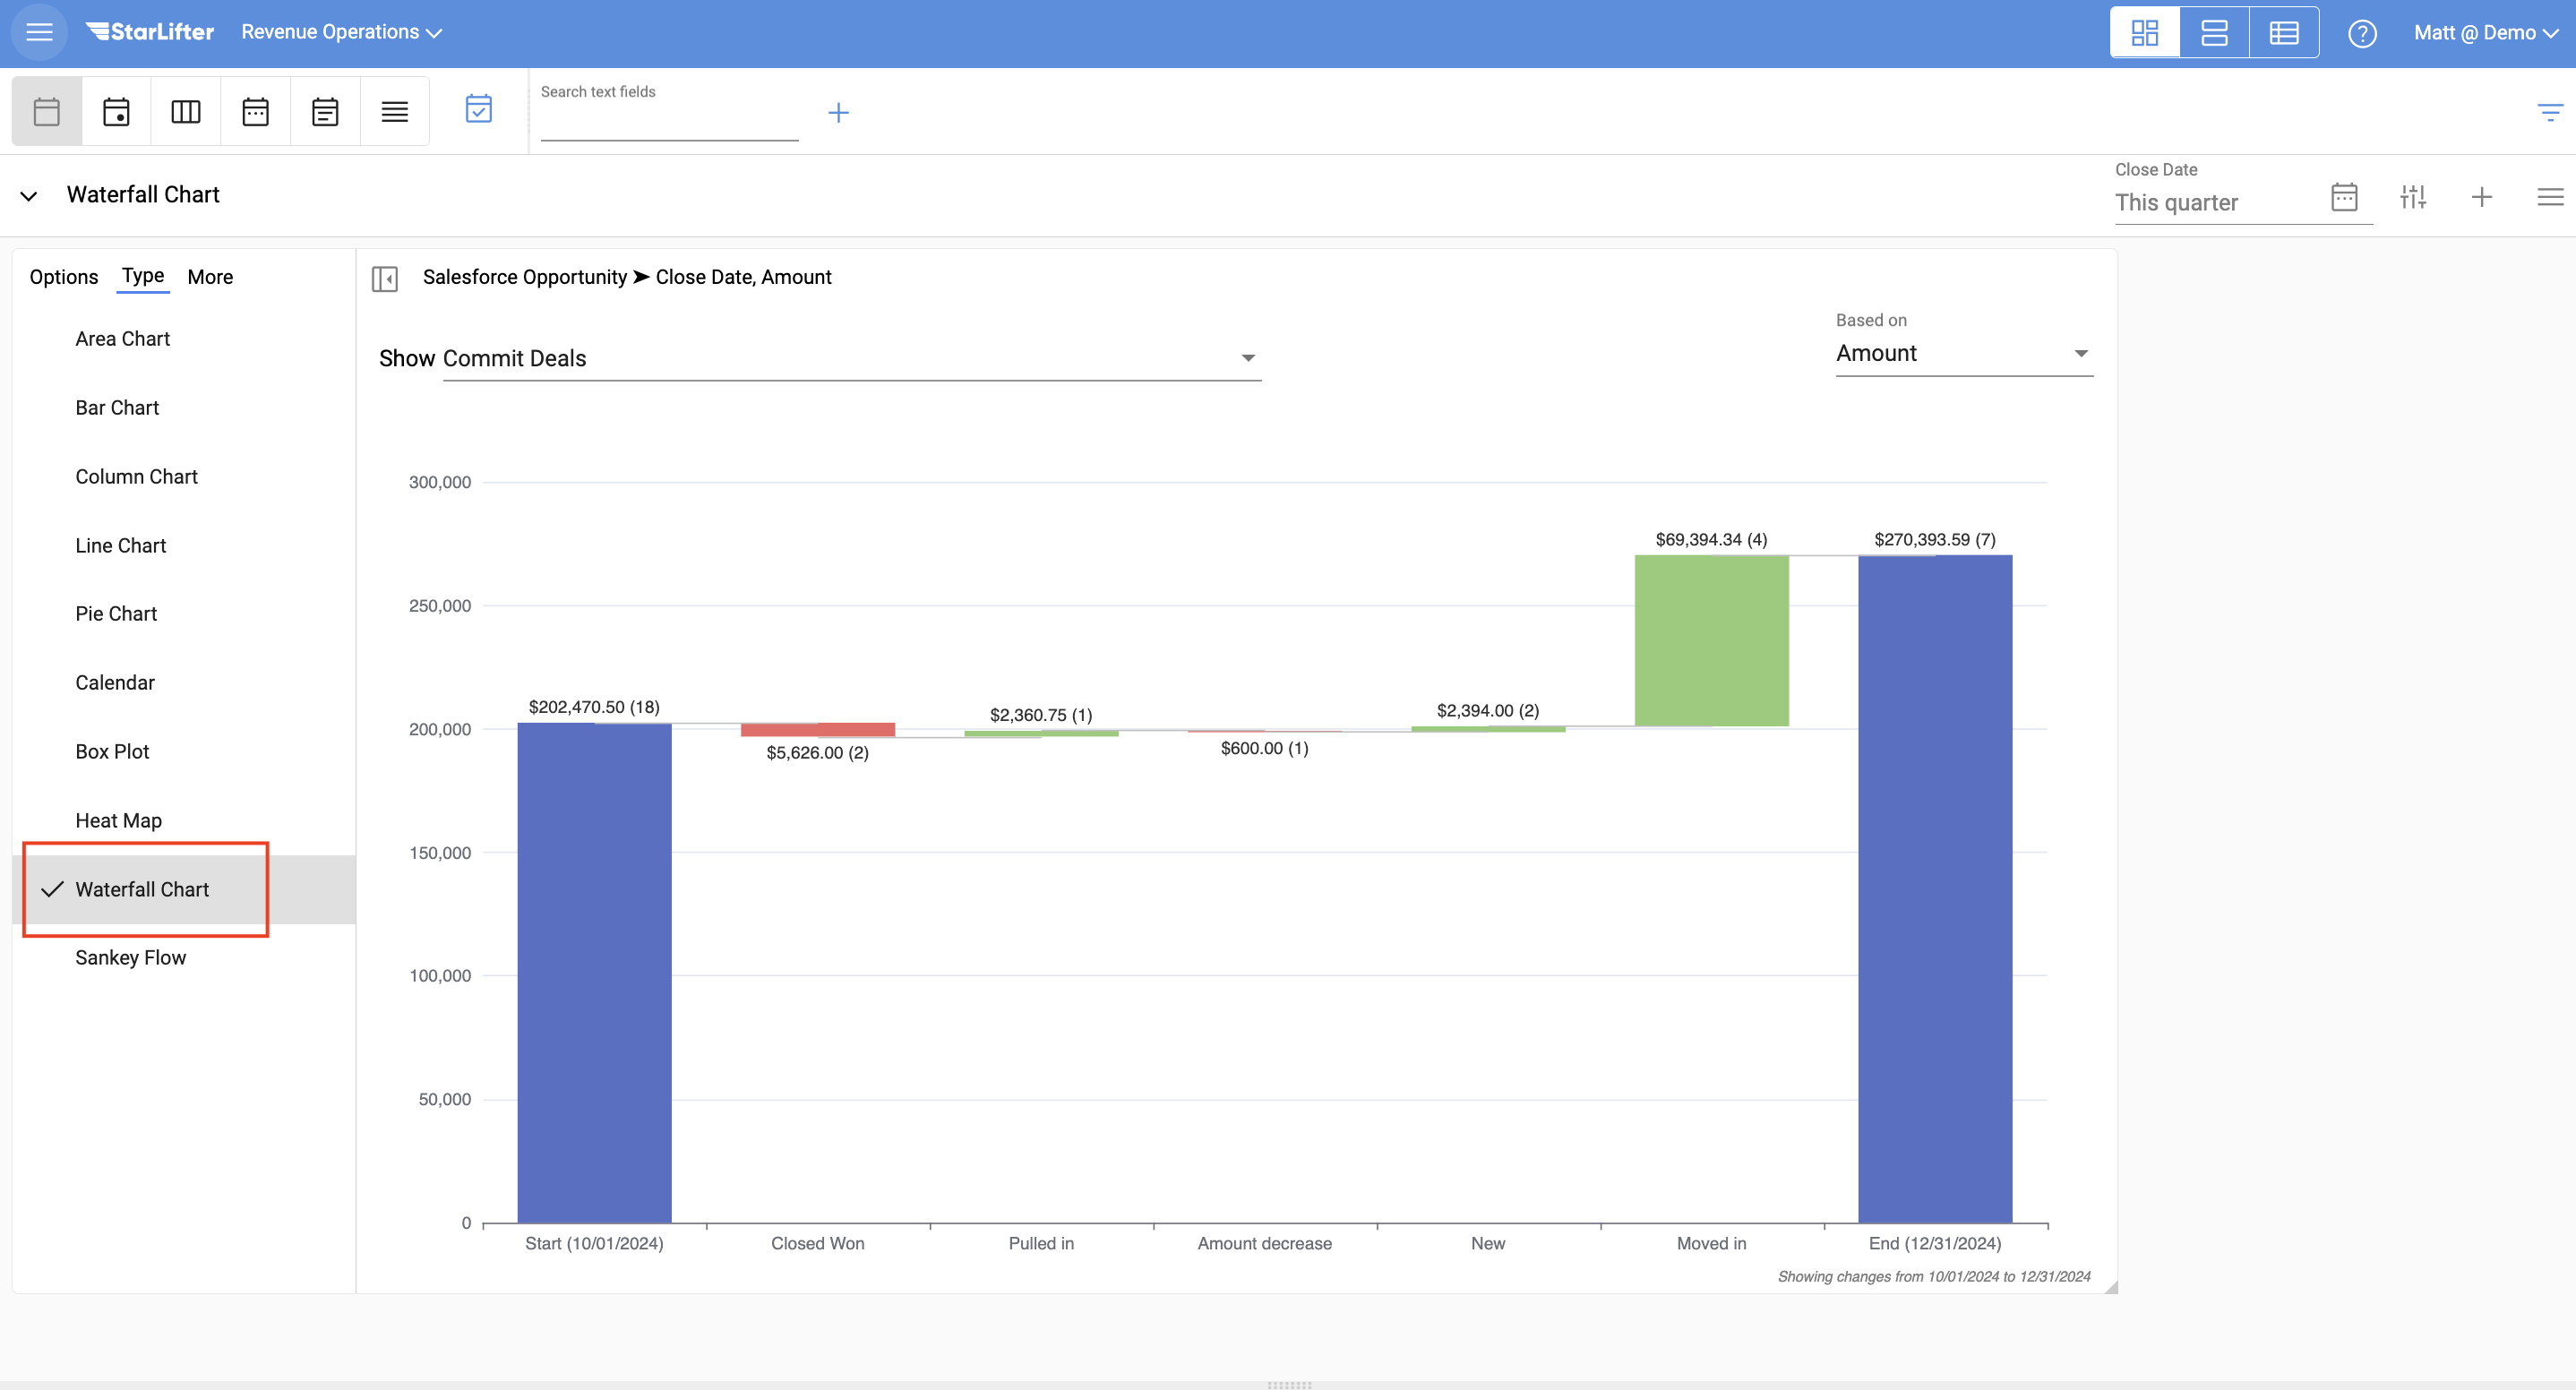 StarLifter Revenue Operations Matt @ Demo
Search text fields
Waterfall Chart
Close Date
This quarter
Options Type More
Area Chart
Bar Chart
Column Chart
Line Chart
Pie Chart
Calendar
Box Plot
Heat Map
Waterfall Chart
Sankey Flow
Salesforce Opportunity ➤ Close Date, Amount
Show Commit Deals
Based on
Amount
300,000
250,000
200,000
150,000
100,000
50,000
0
$202,470.50 (18)
$5,626.00 (2)
$2,360.75 (1)
$600.00 (1)
$2,394.00 (2)
$69,394.34 (4)
$270,393.59 (7)
Start (10/01/2024) Closed Won Pulled in Amount decrease New Moved in End (12/31/2024)
Showing changes from 10/01/2024 to 12/31/2024